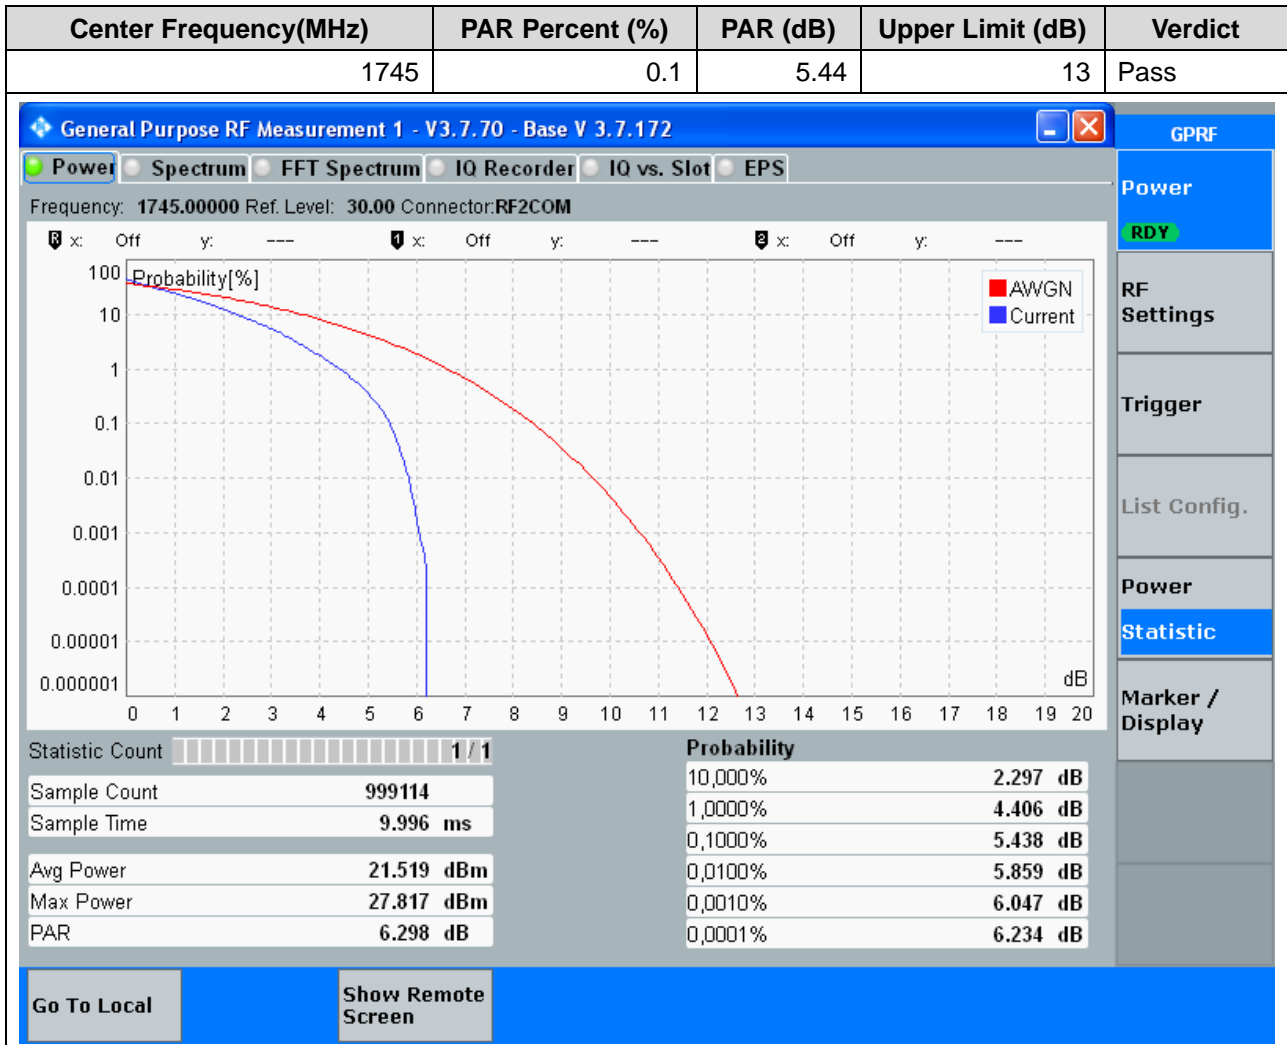 Center Frequency(MHz) PAR Percent (%) PAR (dB) Upper Limit (dB) Verdict
1745 0.1 5.44 13 Pass
General Purpose RF Measurement 1 - V3.7.70 - Base V 3.7.172
GPRF
Power Spectrum FFT Spectrum IQ Recorder IQ vs. Slot EPS
Power
RDY
Frequency: 1745.00000 Ref. Level: 30.00 Connector:RF2COM
R x: Off y: --- 1 x: Off y: --- 2 x: Off y: ---
Probability[%]
AWGN
Current
100
10
1
0.1
0.01
0.001
0.0001
0.00001
0.000001
dB
0 1 2 3 4 5 6 7 8 9 10 11 12 13 14 15 16 17 18 19 20
RF
Settings
Trigger
List Config.
Power
Statistic
Marker /
Display
Statistic Count 1 / 1
Sample Count 999114
Sample Time 9.996 ms
Avg Power 21.519 dBm
Max Power 27.817 dBm
PAR 6.298 dB
Probability
10,000% 2.297 dB
1,0000% 4.406 dB
0,1000% 5.438 dB
0,0100% 5.859 dB
0,0010% 6.047 dB
0,0001% 6.234 dB
Go To Local
Show Remote
Screen